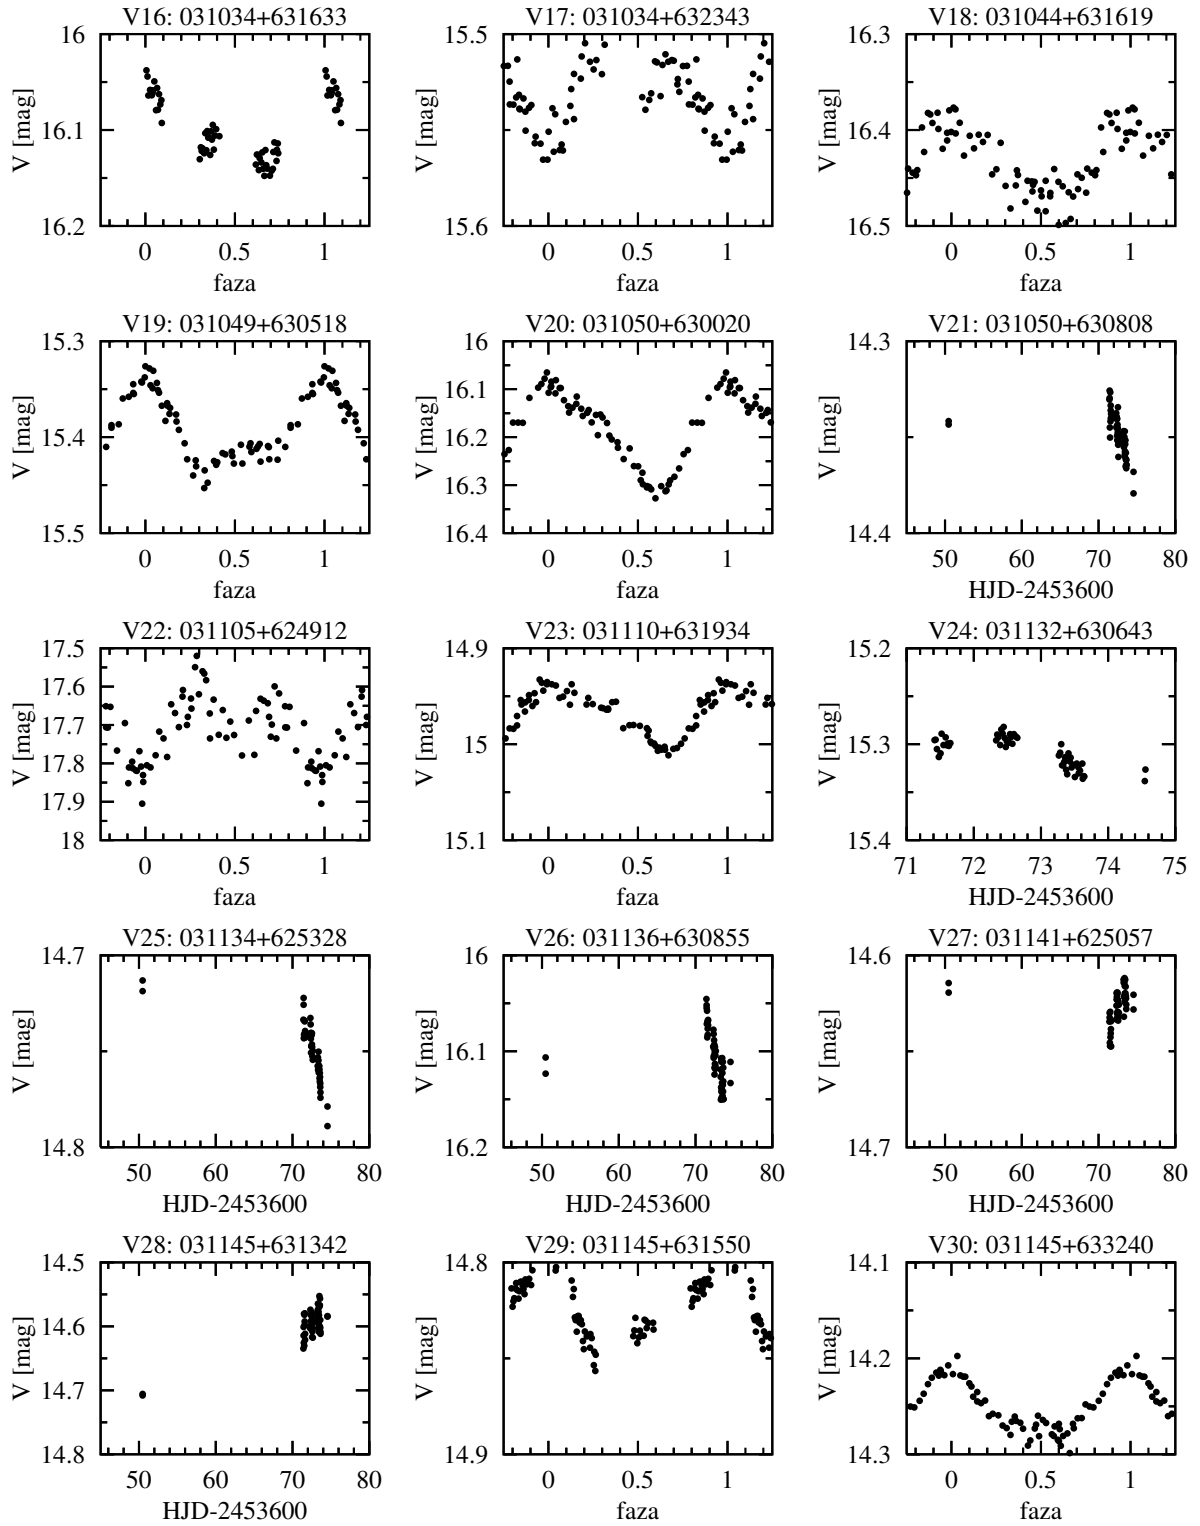 V16: 031034+631633
V [mag]
16
16.1
16.2
0
0.5
1
faza
V17: 031034+632343
V [mag]
15.5
15.6
0
0.5
1
faza
V18: 031044+631619
V [mag]
16.3
16.4
16.5
0
0.5
1
faza
V19: 031049+630518
V [mag]
15.3
15.4
15.5
0
0.5
1
faza
V20: 031050+630020
V [mag]
16
16.1
16.2
16.3
16.4
0
0.5
1
faza
V21: 031050+630808
V [mag]
14.3
14.4
50
60
70
80
HJD-2453600
V22: 031105+624912
V [mag]
17.5
17.6
17.7
17.8
17.9
18
0
0.5
1
faza
V23: 031110+631934
V [mag]
14.9
15
15.1
0
0.5
1
faza
V24: 031132+630643
V [mag]
15.2
15.3
15.4
71
72
73
74
75
HJD-2453600
V25: 031134+625328
V [mag]
14.7
14.8
50
60
70
80
HJD-2453600
V26: 031136+630855
V [mag]
16
16.1
16.2
50
60
70
80
HJD-2453600
V27: 031141+625057
V [mag]
14.6
14.7
50
60
70
80
HJD-2453600
V28: 031145+631342
V [mag]
14.5
14.6
14.7
14.8
50
60
70
80
HJD-2453600
V29: 031145+631550
V [mag]
14.8
14.9
0
0.5
1
faza
V30: 031145+633240
V [mag]
14.1
14.2
14.3
0
0.5
1
faza